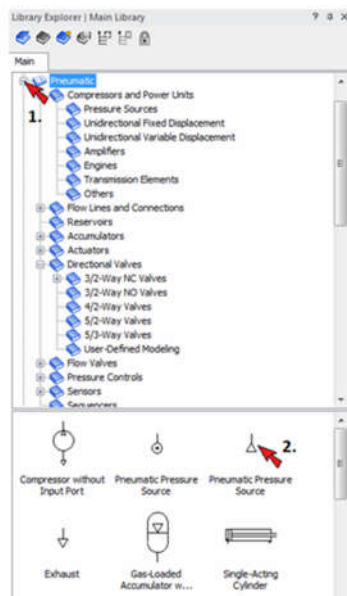 Library Explorer | Main Library
Main
Pneumatic
1.
Compressors and Power Units
Pressure Sources
Unidirectional Fixed Displacement
Unidirectional Variable Displacement
Amplifiers
Engines
Transmission Elements
Others
Flow Lines and Connections
Reservoirs
Accumulators
Actuators
Directional Valves
3/2-Way NC Valves
3/2-Way NO Valves
4/2-Way Valves
5/2-Way Valves
5/3-Way Valves
User-Defined Modeling
Flow Valves
Pressure Controls
Sensors
Sequencers
2.
Compressor without Pneumatic Pressure Pneumatic Pressure
Input Port Source Source
Exhaust Gas-Loaded Single-Acting
Accumulator w... Cylinder